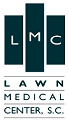 LMC
LAWN
MEDICAL
CENTER, S.C.